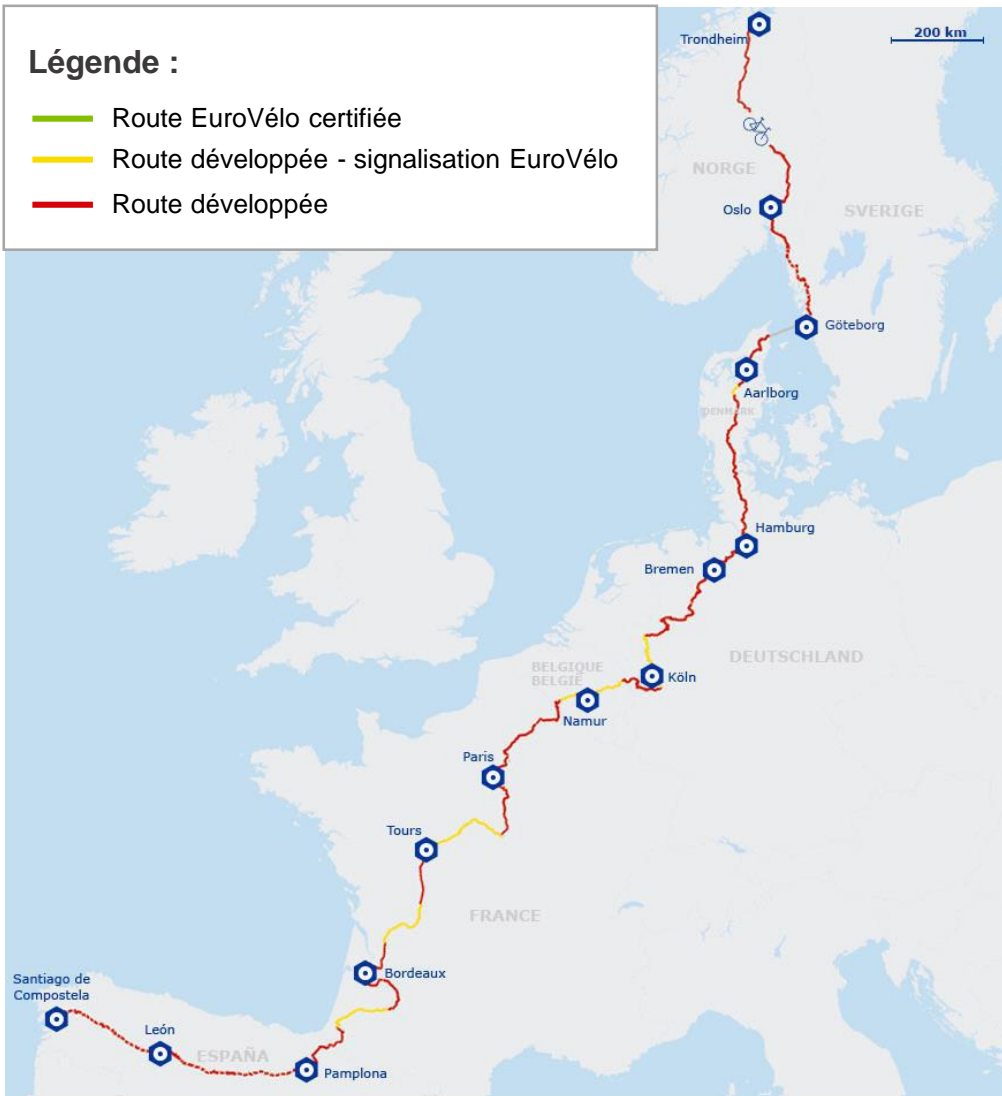 Légende :
Route EuroVélo certifiée
Route développée - signalisation EuroVélo
Route développée
Trondheim
200 km
NORGE
Oslo
SVERIGE
Göteborg
Aarlborg
DENMARK
Hamburg
Bremen
DEUTSCHLAND
BELGIQUE
BELGIË
Köln
Namur
Paris
Tours
FRANCE
Bordeaux
Santiago de
Compostela
León
ESPAÑA
Pamplona